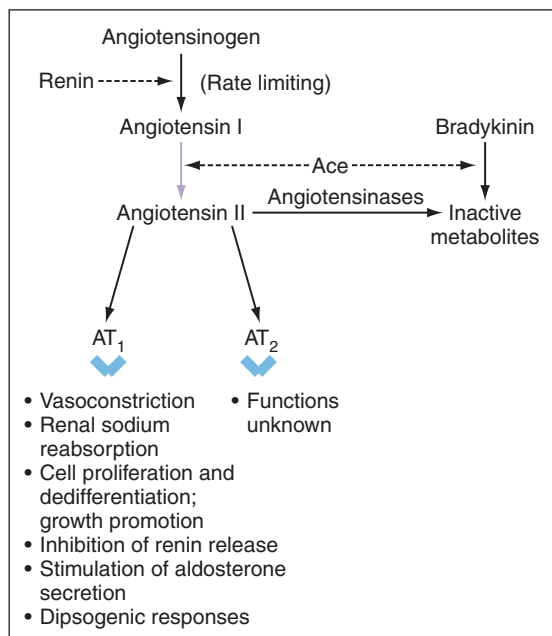 Angiotensinogen
Renin
(Rate limiting)
Angiotensin I
Bradykinin
Ace
Angiotensinases
Angiotensin II
Inactive
metabolites
AT1
AT2
• Vasoconstriction
• Renal sodium
reabsorption
• Cell proliferation and
dedifferentiation;
growth promotion
• Inhibition of renin release
• Stimulation of aldosterone
secretion
• Dipsogenic responses
• Functions
unknown